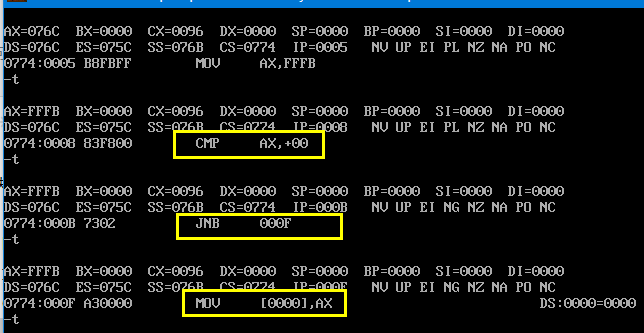 AX=076C BX=0000 CX=0096 DX=0000 SP=0000 BP=0000 SI=0000 DI=0000
DS=076C ES=075C SS=076B CS=0774 IP=0005 NV UP EI PL NZ NA PO NC
0774:0005 B8FBFF MOV AX,FFFB
-t
AX=FFFB BX=0000 CX=0096 DX=0000 SP=0000 BP=0000 SI=0000 DI=0000
DS=076C ES=075C SS=076B CS=0774 IP=0008 NV UP EI PL NZ NA PO NC
0774:0008 83F800 CMP AX,+00
-t
AX=FFFB BX=0000 CX=0096 DX=0000 SP=0000 BP=0000 SI=0000 DI=0000
DS=076C ES=075C SS=076B CS=0774 IP=000B NV UP EI NG NZ NA PO NC
0774:000B 7302 JNB 000F
-t
AX=FFFB BX=0000 CX=0096 DX=0000 SP=0000 BP=0000 SI=0000 DI=0000
DS=076C ES=075C SS=076B CS=0774 IP=000F NV UP EI NG NZ NA PO NC
0774:000F A30000 MOV [0000],AX DS:0000=0000
-t